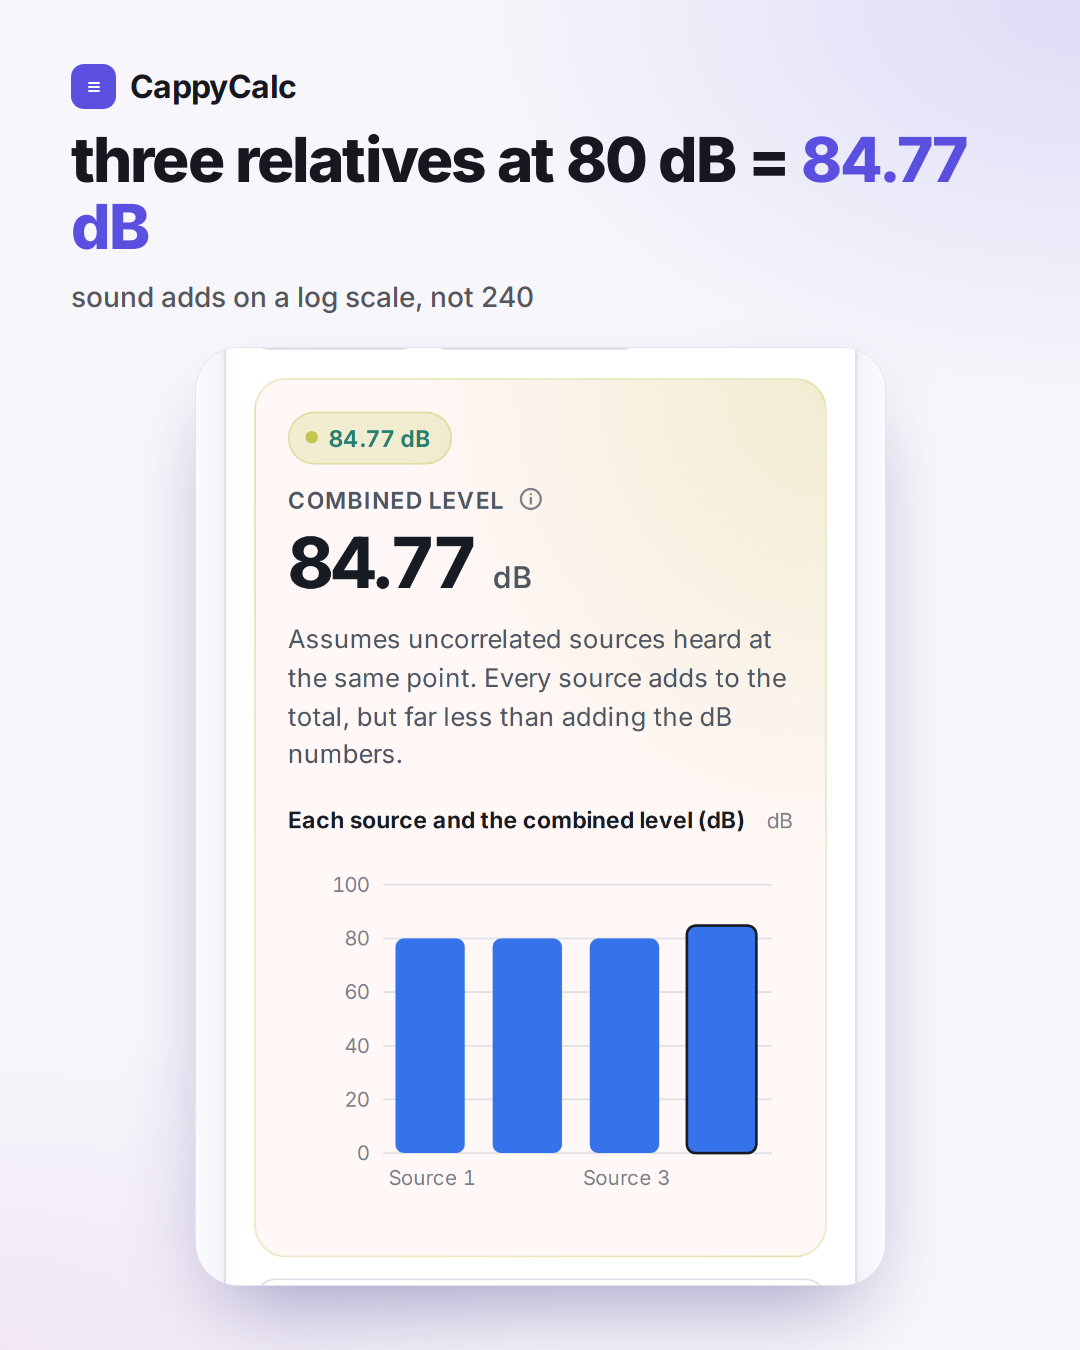 CappyCalc
three relatives at 80 dB = 84.77
dB
sound adds on a log scale, not 240
84.77 dB
COMBINED LEVEL
84.77 dB
Assumes uncorrelated sources heard at
the same point. Every source adds to the
total, but far less than adding the dB
numbers.
Each source and the combined level (dB) dB
100
80
60
40
20
0
Source 1 Source 3